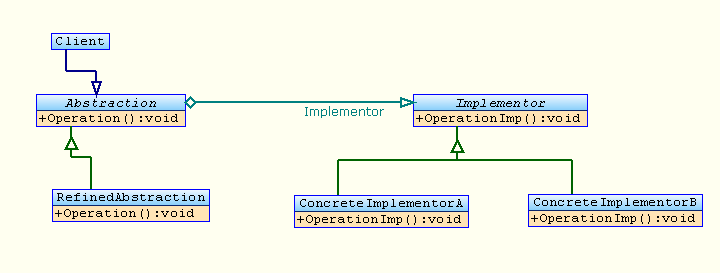 Client
Abstraction
+Operation():void
Implementor
Implementor
+OperationImp():void
RefinedAbstraction
+Operation():void
ConcreteImplementorA
+OperationImp():void
ConcreteImplementorB
+OperationImp():void